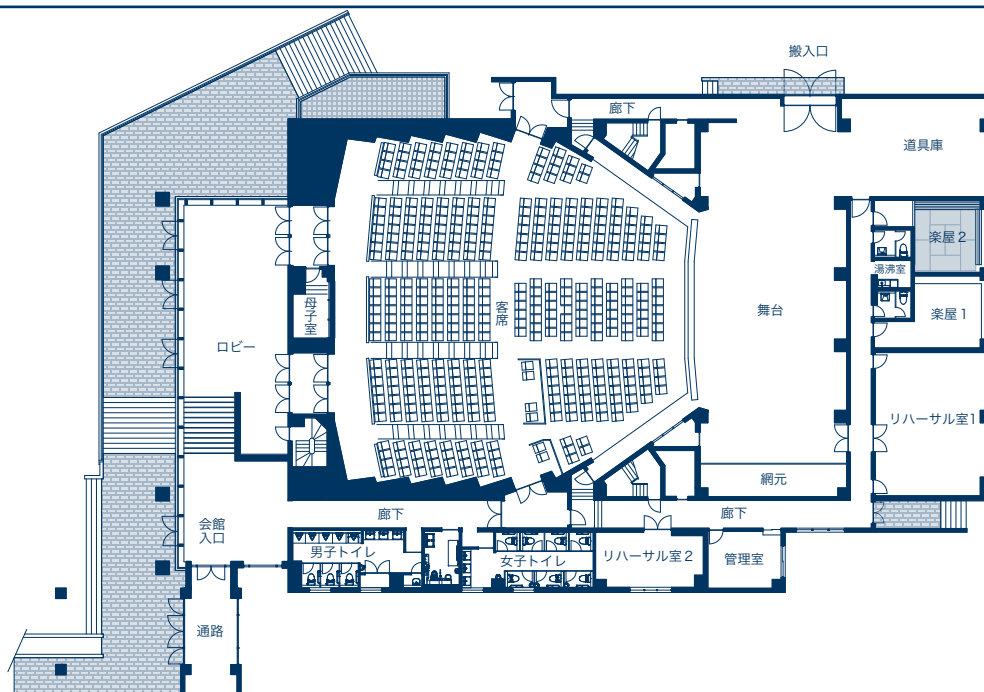 搬入口
廊下
道具庫
楽屋2
湯沸室
母子室
客席
舞台
楽屋1
ロビー
リハーサル室1
網元
廊下
廊下
会館
入口
男子トイレ
女子トイレ
リハーサル室2
管理室
通路